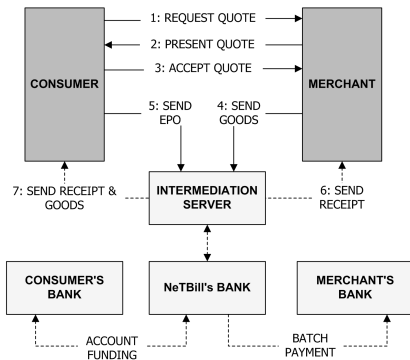 1: REQUEST QUOTE
2: PRESENT QUOTE
3: ACCEPT QUOTE
CONSUMER
MERCHANT
5: SEND
EPO
4: SEND
GOODS
7: SEND RECEIPT &
GOODS
INTERMEDIATION
SERVER
6: SEND
RECEIPT
CONSUMER'S
BANK
NeTBill's BANK
MERCHANT'S
BANK
ACCOUNT
FUNDING
BATCH
PAYMENT